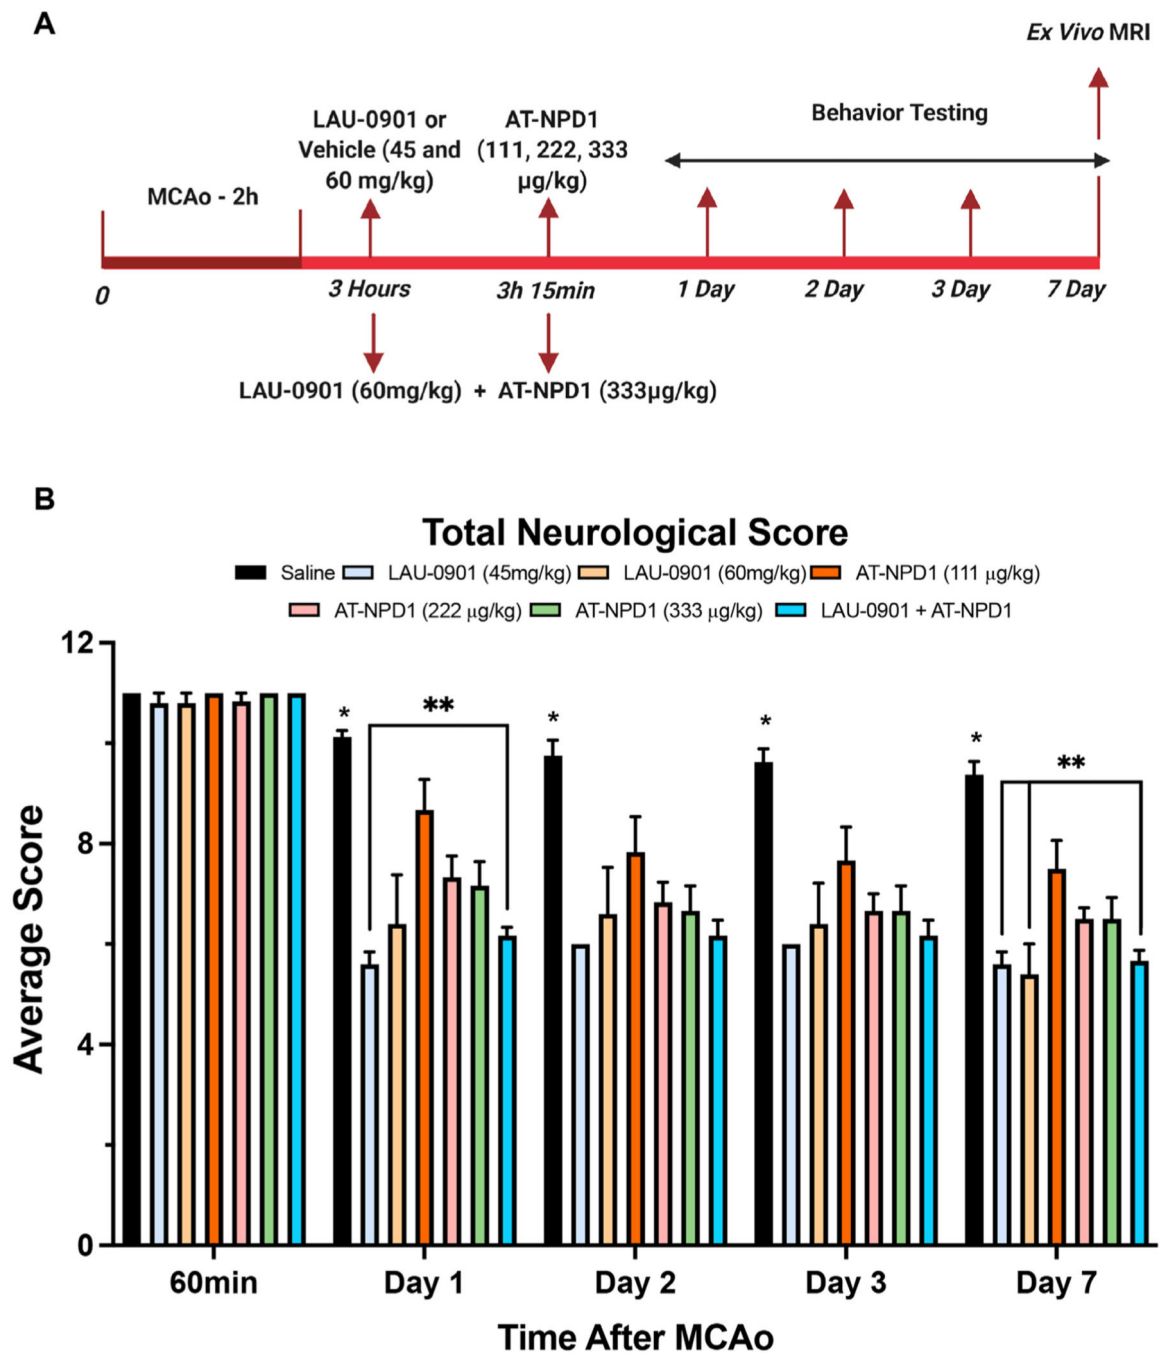 A
Ex Vivo MRI
LAU-0901 or
Vehicle (45 and
60 mg/kg)
AT-NPD1
(111, 222, 333
µg/kg)
Behavior Testing
MCAo - 2h
0
3 Hours
3h 15min
1 Day
2 Day
3 Day
7 Day
LAU-0901 (60mg/kg) + AT-NPD1 (333µg/kg)
B
Total Neurological Score
Saline LAU-0901 (45mg/kg) LAU-0901 (60mg/kg) AT-NPD1 (111 µg/kg)
AT-NPD1 (222 µg/kg) AT-NPD1 (333 µg/kg) LAU-0901 + AT-NPD1
12
8
4
0
Average Score
* ** * * * **
60min Day 1 Day 2 Day 3 Day 7
Time After MCAo